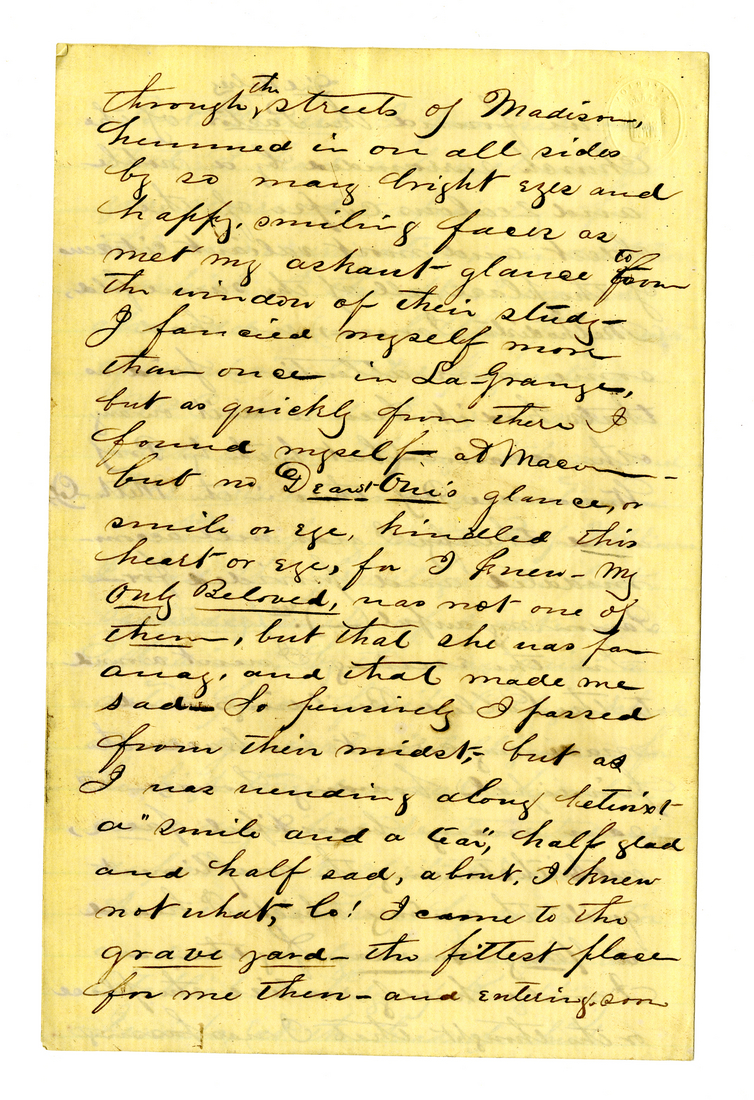 through the streets of Madison,
hemmed in on all sides
by so many bright eyes and
happy, smiling faces as
met my askant glance to from
the window of their study—
I fancied myself more
than once in La-Grange,
but as quickly from there I
found myself at Macon—
but no Dearest Onie's glance, or
smile or eye, kindled this
heart or eye, for I knew— My
Only Beloved, was not one of
them, but that she was far
away, and that made me
sad— So pensively I passed
from their midst; but as
I was wending along betwixt
a "smile and a tear", half glad
and half sad, about, I knew
not what, lo! I came to the
grave yard— the fittest place
for me then— and entering, soon